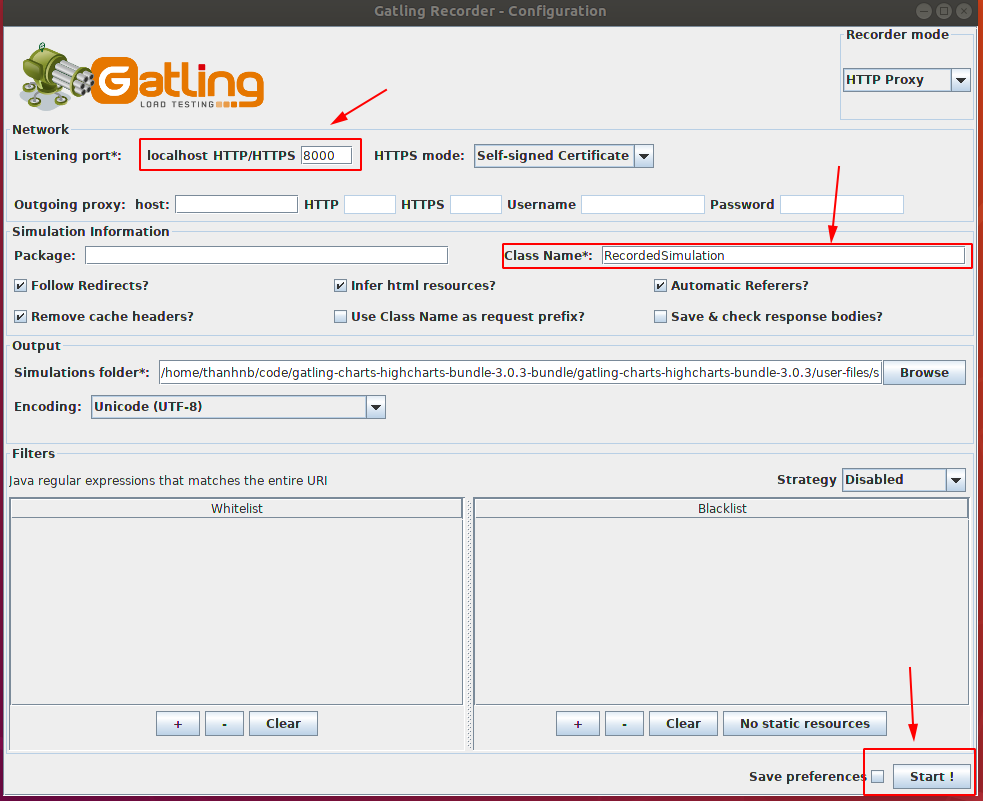 Gatling Recorder - Configuration
Gatling
LOAD TESTING
Recorder mode
HTTP Proxy
Network
Listening port*: localhost HTTP/HTTPS 8000 HTTPS mode: Self-signed Certificate
Outgoing proxy: host: HTTP HTTPS Username Password
Simulation Information
Package: Class Name*: RecordedSimulation
Follow Redirects? Infer html resources? Automatic Referers?
Remove cache headers? Use Class Name as request prefix? Save & check response bodies?
Output
Simulations folder*: /home/thanhnb/code/gatling-charts-highcharts-bundle-3.0.3-bundle/gatling-charts-highcharts-bundle-3.0.3/user-files/s Browse
Encoding: Unicode (UTF-8)
Filters
Java regular expressions that matches the entire URI Strategy Disabled
Whitelist Blacklist
+ - Clear + - Clear No static resources
Save preferences Start !